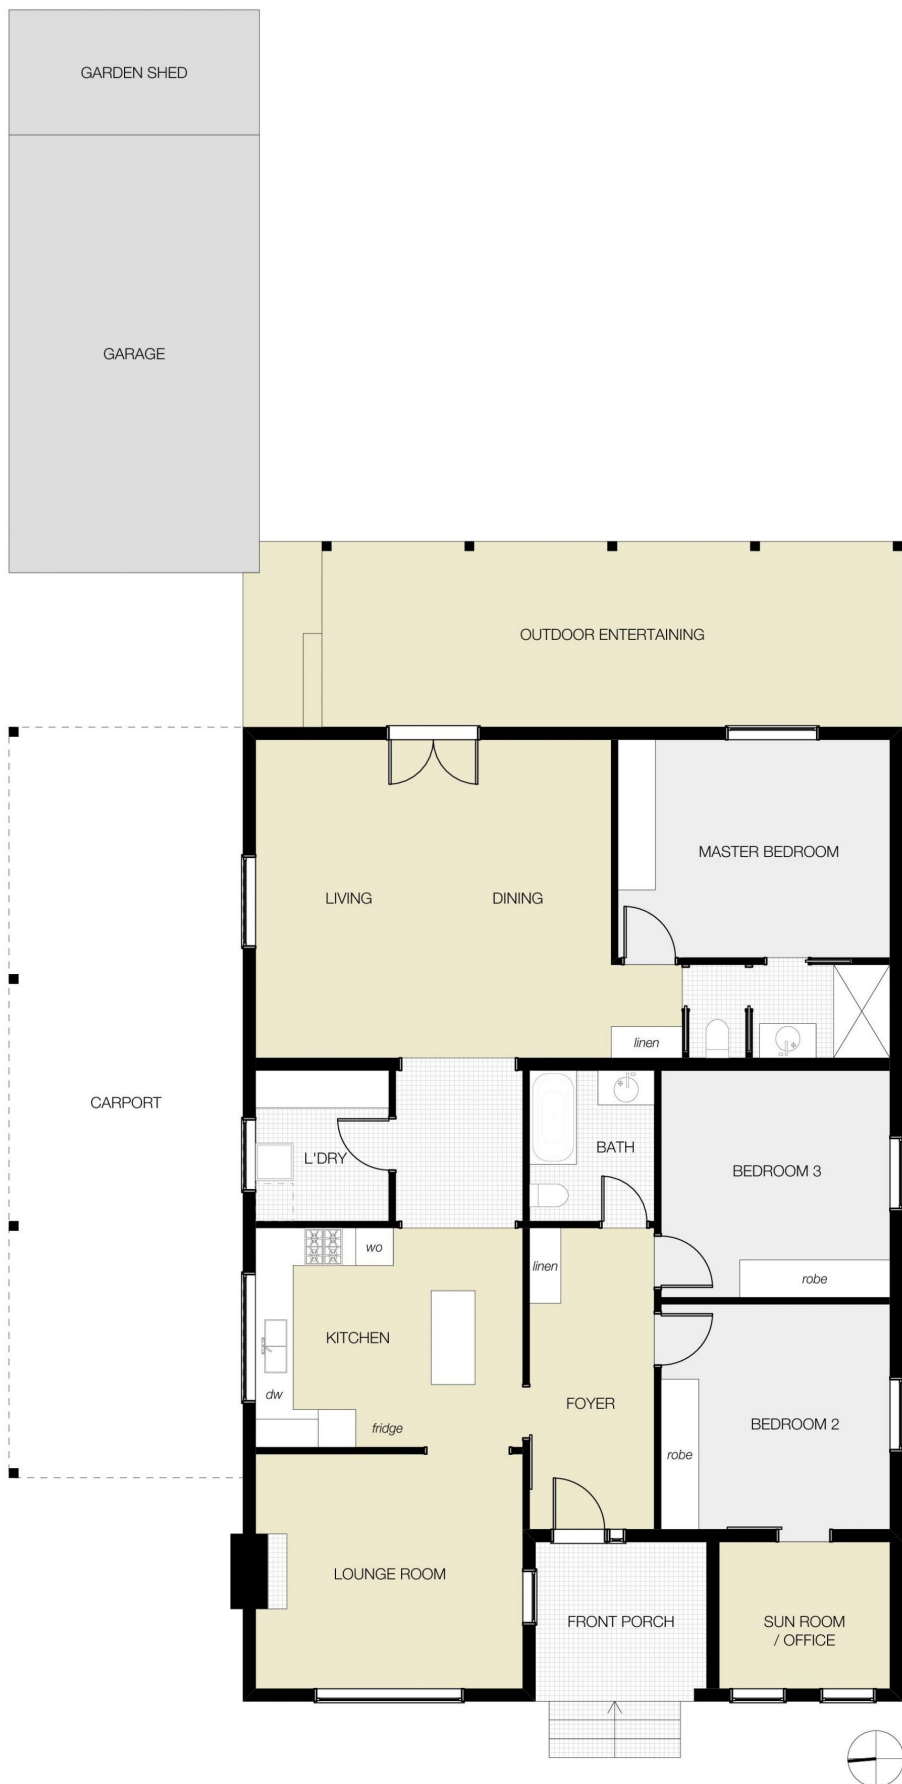 GARDEN SHED
GARAGE
OUTDOOR ENTERTAINING
MASTER BEDROOM
LIVING
DINING
linen
CARPORT
L'DRY
BATH
BEDROOM 3
wo
linen
robe
KITCHEN
dw
fridge
FOYER
BEDROOM 2
robe
LOUNGE ROOM
FRONT PORCH
SUN ROOM
/ OFFICE